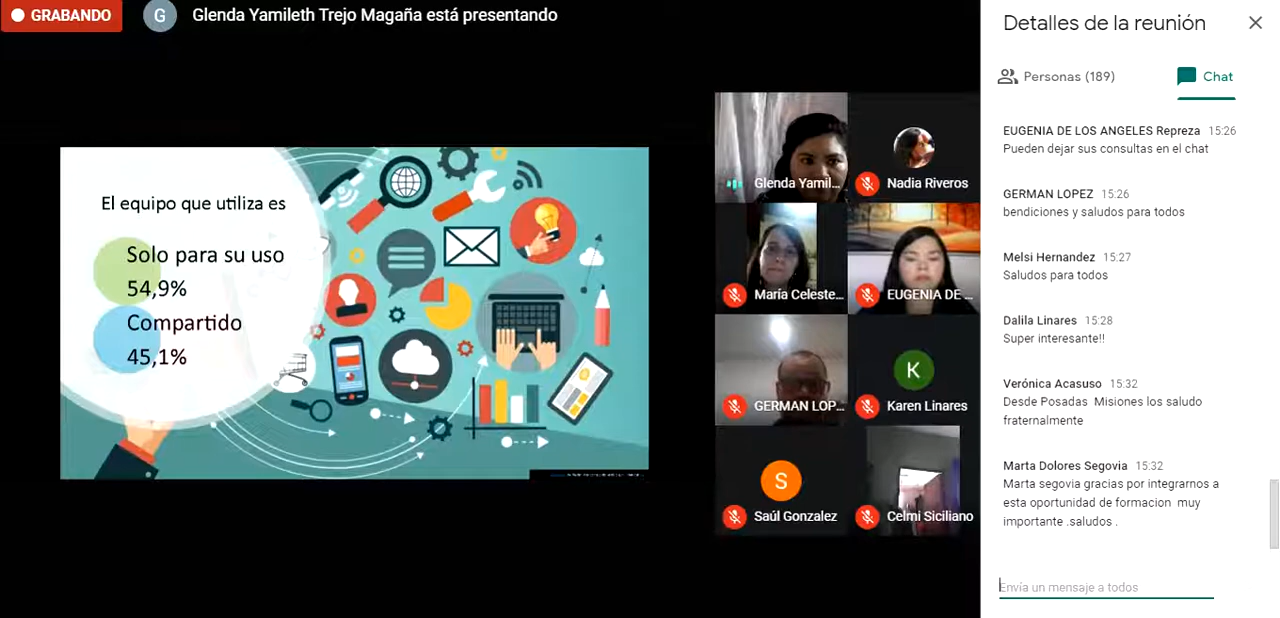 GRABANDO
G
Glenda Yamileth Trejo Magaña está presentando
El equipo que utiliza es
Solo para su uso
54,9%
Compartido
45,1%
Glenda Yamil...
Nadia Riveros
María Celeste...
EUGENIA DE ...
GERMAN LOP...
K
Karen Linares
S
Saúl Gonzalez
Celmi Siciliano
Detalles de la reunión
Personas (189)
Chat
EUGENIA DE LOS ANGELES Repreza 15:26
Pueden dejar sus consultas en el chat
GERMAN LOPEZ 15:26
bendiciones y saludos para todos
Melsi Hernandez 15:27
Saludos para todos
Dalila Linares 15:28
Super interesante!!
Verónica Acasuso 15:32
Desde Posadas Misiones los saludo
fraternalmente
Marta Dolores Segovia 15:32
Marta segovia gracias por integrarnos a
esta oportunidad de formacion muy
importante .saludos .
Envía un mensaje a todos